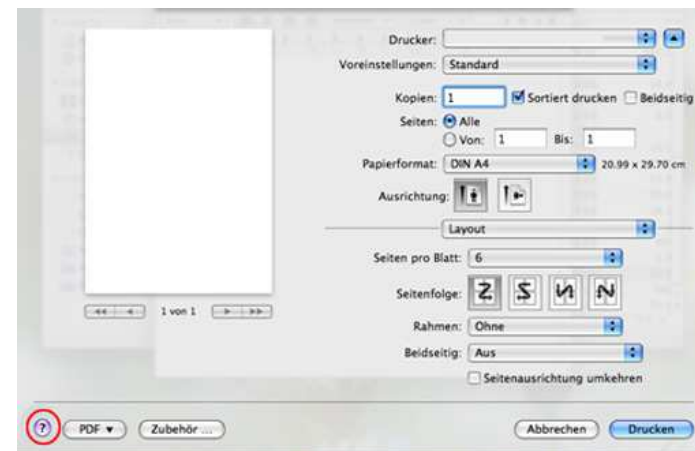 Drucker:
Voreinstellungen: Standard
Kopien: 1 Sortiert drucken Beidseitig
Seiten: Alle
Von: 1 Bis: 1
Papierformat: DIN A4 20.99 x 29.70 cm
Ausrichtung:
Layout
Seiten pro Blatt: 6
Seitenfolge:
1 von 1
Rahmen: Ohne
Beidseitig: Aus
Seitenausrichtung umkehren
? PDF ▼ Zubehör ... Abbrechen Drucken